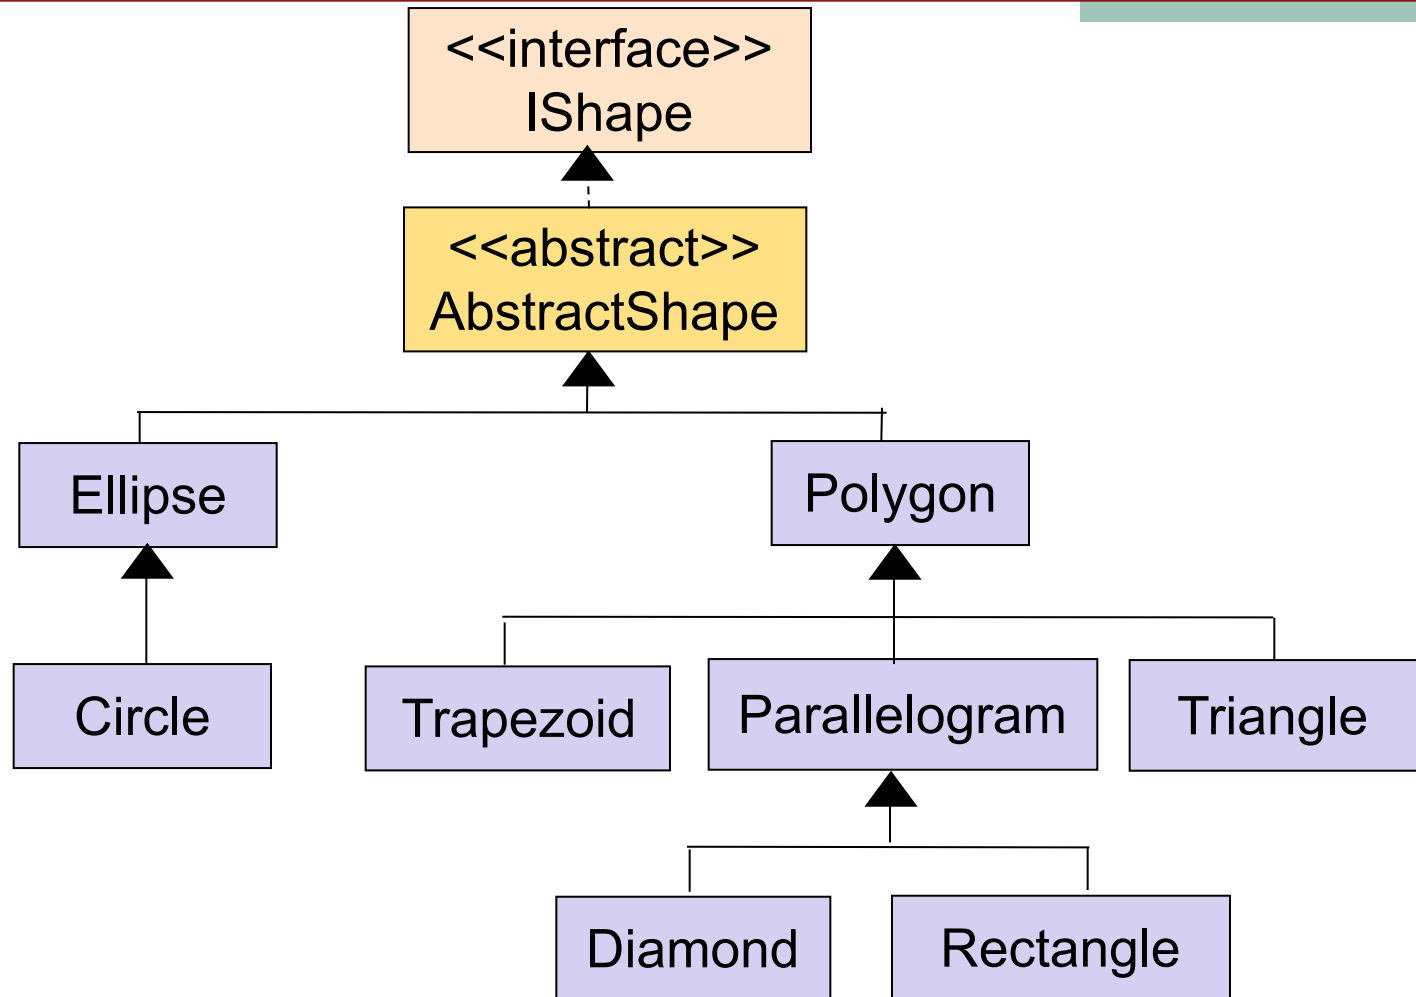 <<interface>>
IShape
<<abstract>>
AbstractShape
Ellipse
Polygon
Circle
Trapezoid
Parallelogram
Triangle
Diamond
Rectangle